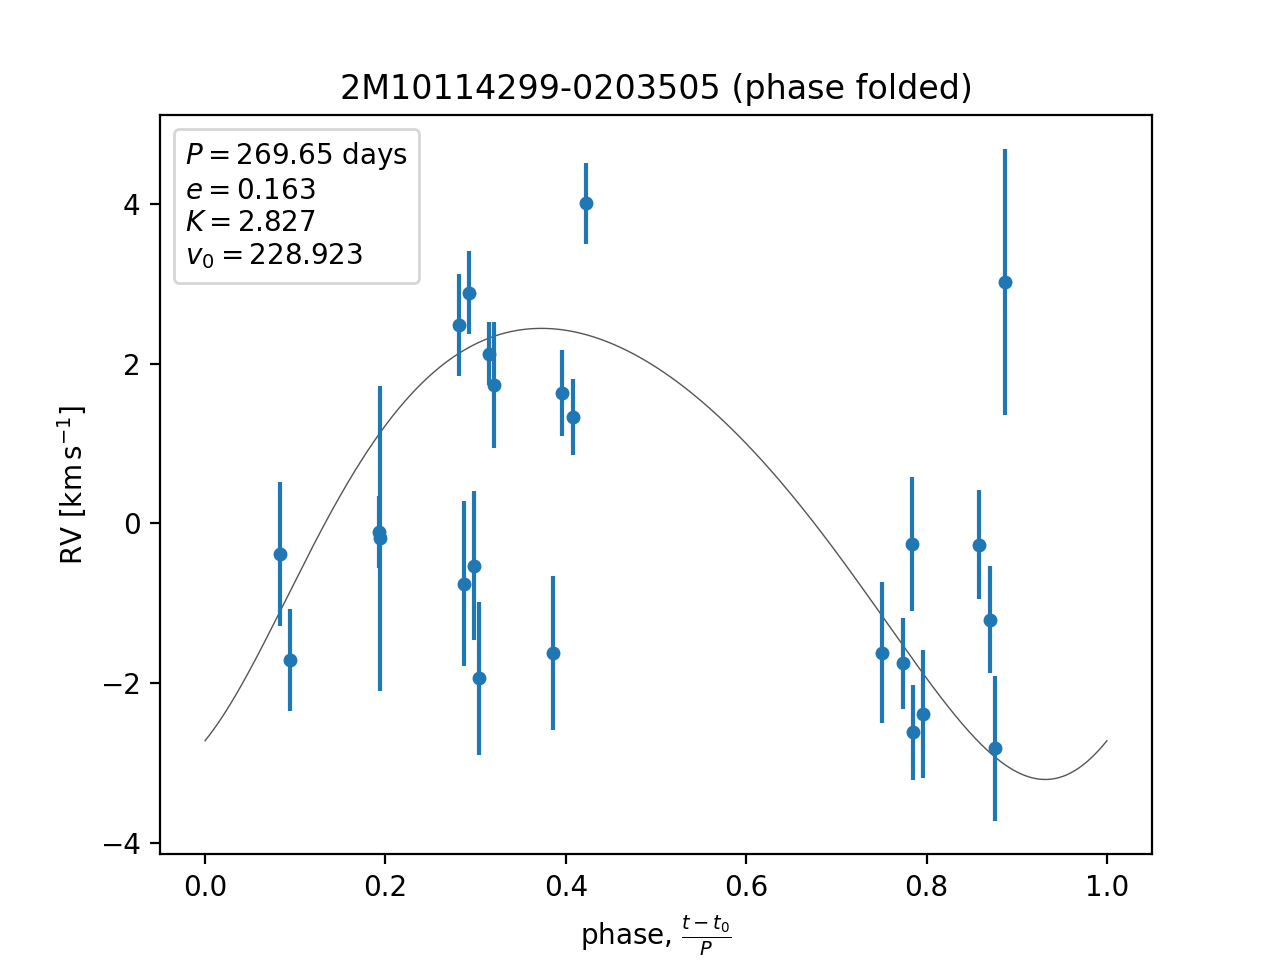 2M10114299-0203505 (phase folded)
P = 269.65 days
e = 0.163
K = 2.827
v₀ = 228.923
4
2
0
−2
−4
RV [km s⁻¹]
0.0 0.2 0.4 0.6 0.8 1.0
phase, (t − t₀)/P